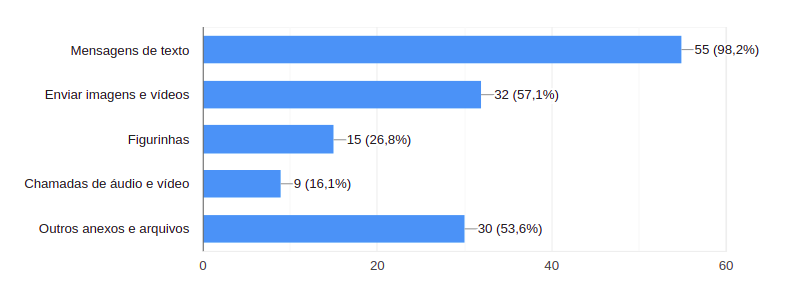 Mensagens de texto 55 (98,2%)
Enviar imagens e vídeos 32 (57,1%)
Figurinhas 15 (26,8%)
Chamadas de áudio e vídeo 9 (16,1%)
Outros anexos e arquivos 30 (53,6%)
0 20 40 60